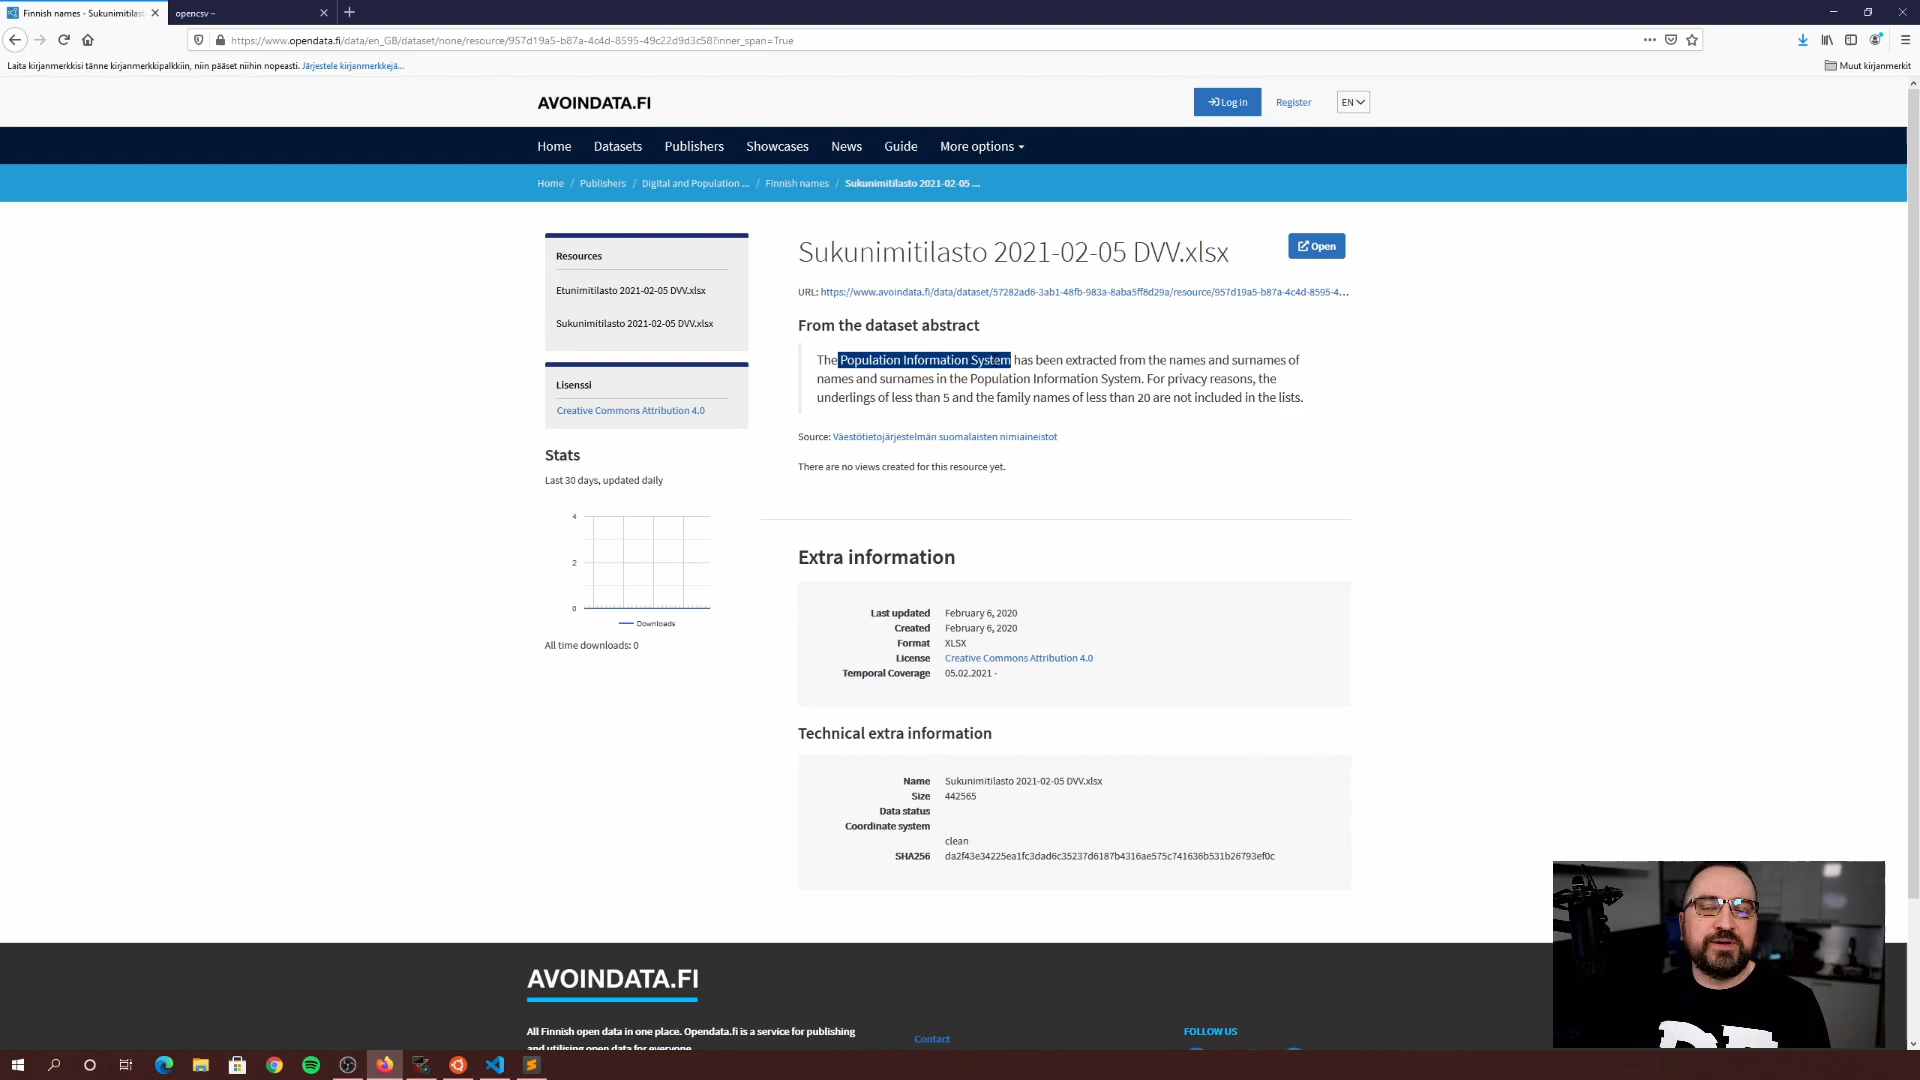 Finnish names - Sukunimitilast
opencsv –
https://www.opendata.fi/data/en_GB/dataset/none/resource/957d19a5-b87a-4c4d-8595-49c22d9d3c58?inner_span=True
Laita kirjanmerkkisi tänne kirjanmerkkipalkkiin, niin pääset niihin nopeasti. Järjestele kirjanmerkkejä...
Muut kirjanmerkit
AVOINDATA.FI
Log in
Register
EN
Home
Datasets
Publishers
Showcases
News
Guide
More options
Home / Publishers / Digital and Population ... / Finnish names / Sukunimitilasto 2021-02-05 ...
Resources
Etunimitilasto 2021-02-05 DVV.xlsx
Sukunimitilasto 2021-02-05 DVV.xlsx
Lisenssi
Creative Commons Attribution 4.0
Stats
Last 30 days, updated daily
4
2
0
Downloads
All time downloads: 0
Sukunimitilasto 2021-02-05 DVV.xlsx
Open
URL: https://www.avoindata.fi/data/dataset/57282ad6-3ab1-48fb-983a-8aba5ff8d29a/resource/957d19a5-b87a-4c4d-8595-4...
From the dataset abstract
The Population Information System has been extracted from the names and surnames of
names and surnames in the Population Information System. For privacy reasons, the
underlings of less than 5 and the family names of less than 20 are not included in the lists.
Source: Väestötietojärjestelmän suomalaisten nimiaineistot
There are no views created for this resource yet.
Extra information
Last updated February 6, 2020
Created February 6, 2020
Format XLSX
License Creative Commons Attribution 4.0
Temporal Coverage 05.02.2021 -
Technical extra information
Name Sukunimitilasto 2021-02-05 DVV.xlsx
Size 442565
Data status
Coordinate system
clean
SHA256 da2f43e34225ea1fc3dad6c35237d6187b4316ae575c741636b531b26793ef0c
AVOINDATA.FI
All Finnish open data in one place. Opendata.fi is a service for publishing
and utilising open data for everyone.
Contact
FOLLOW US